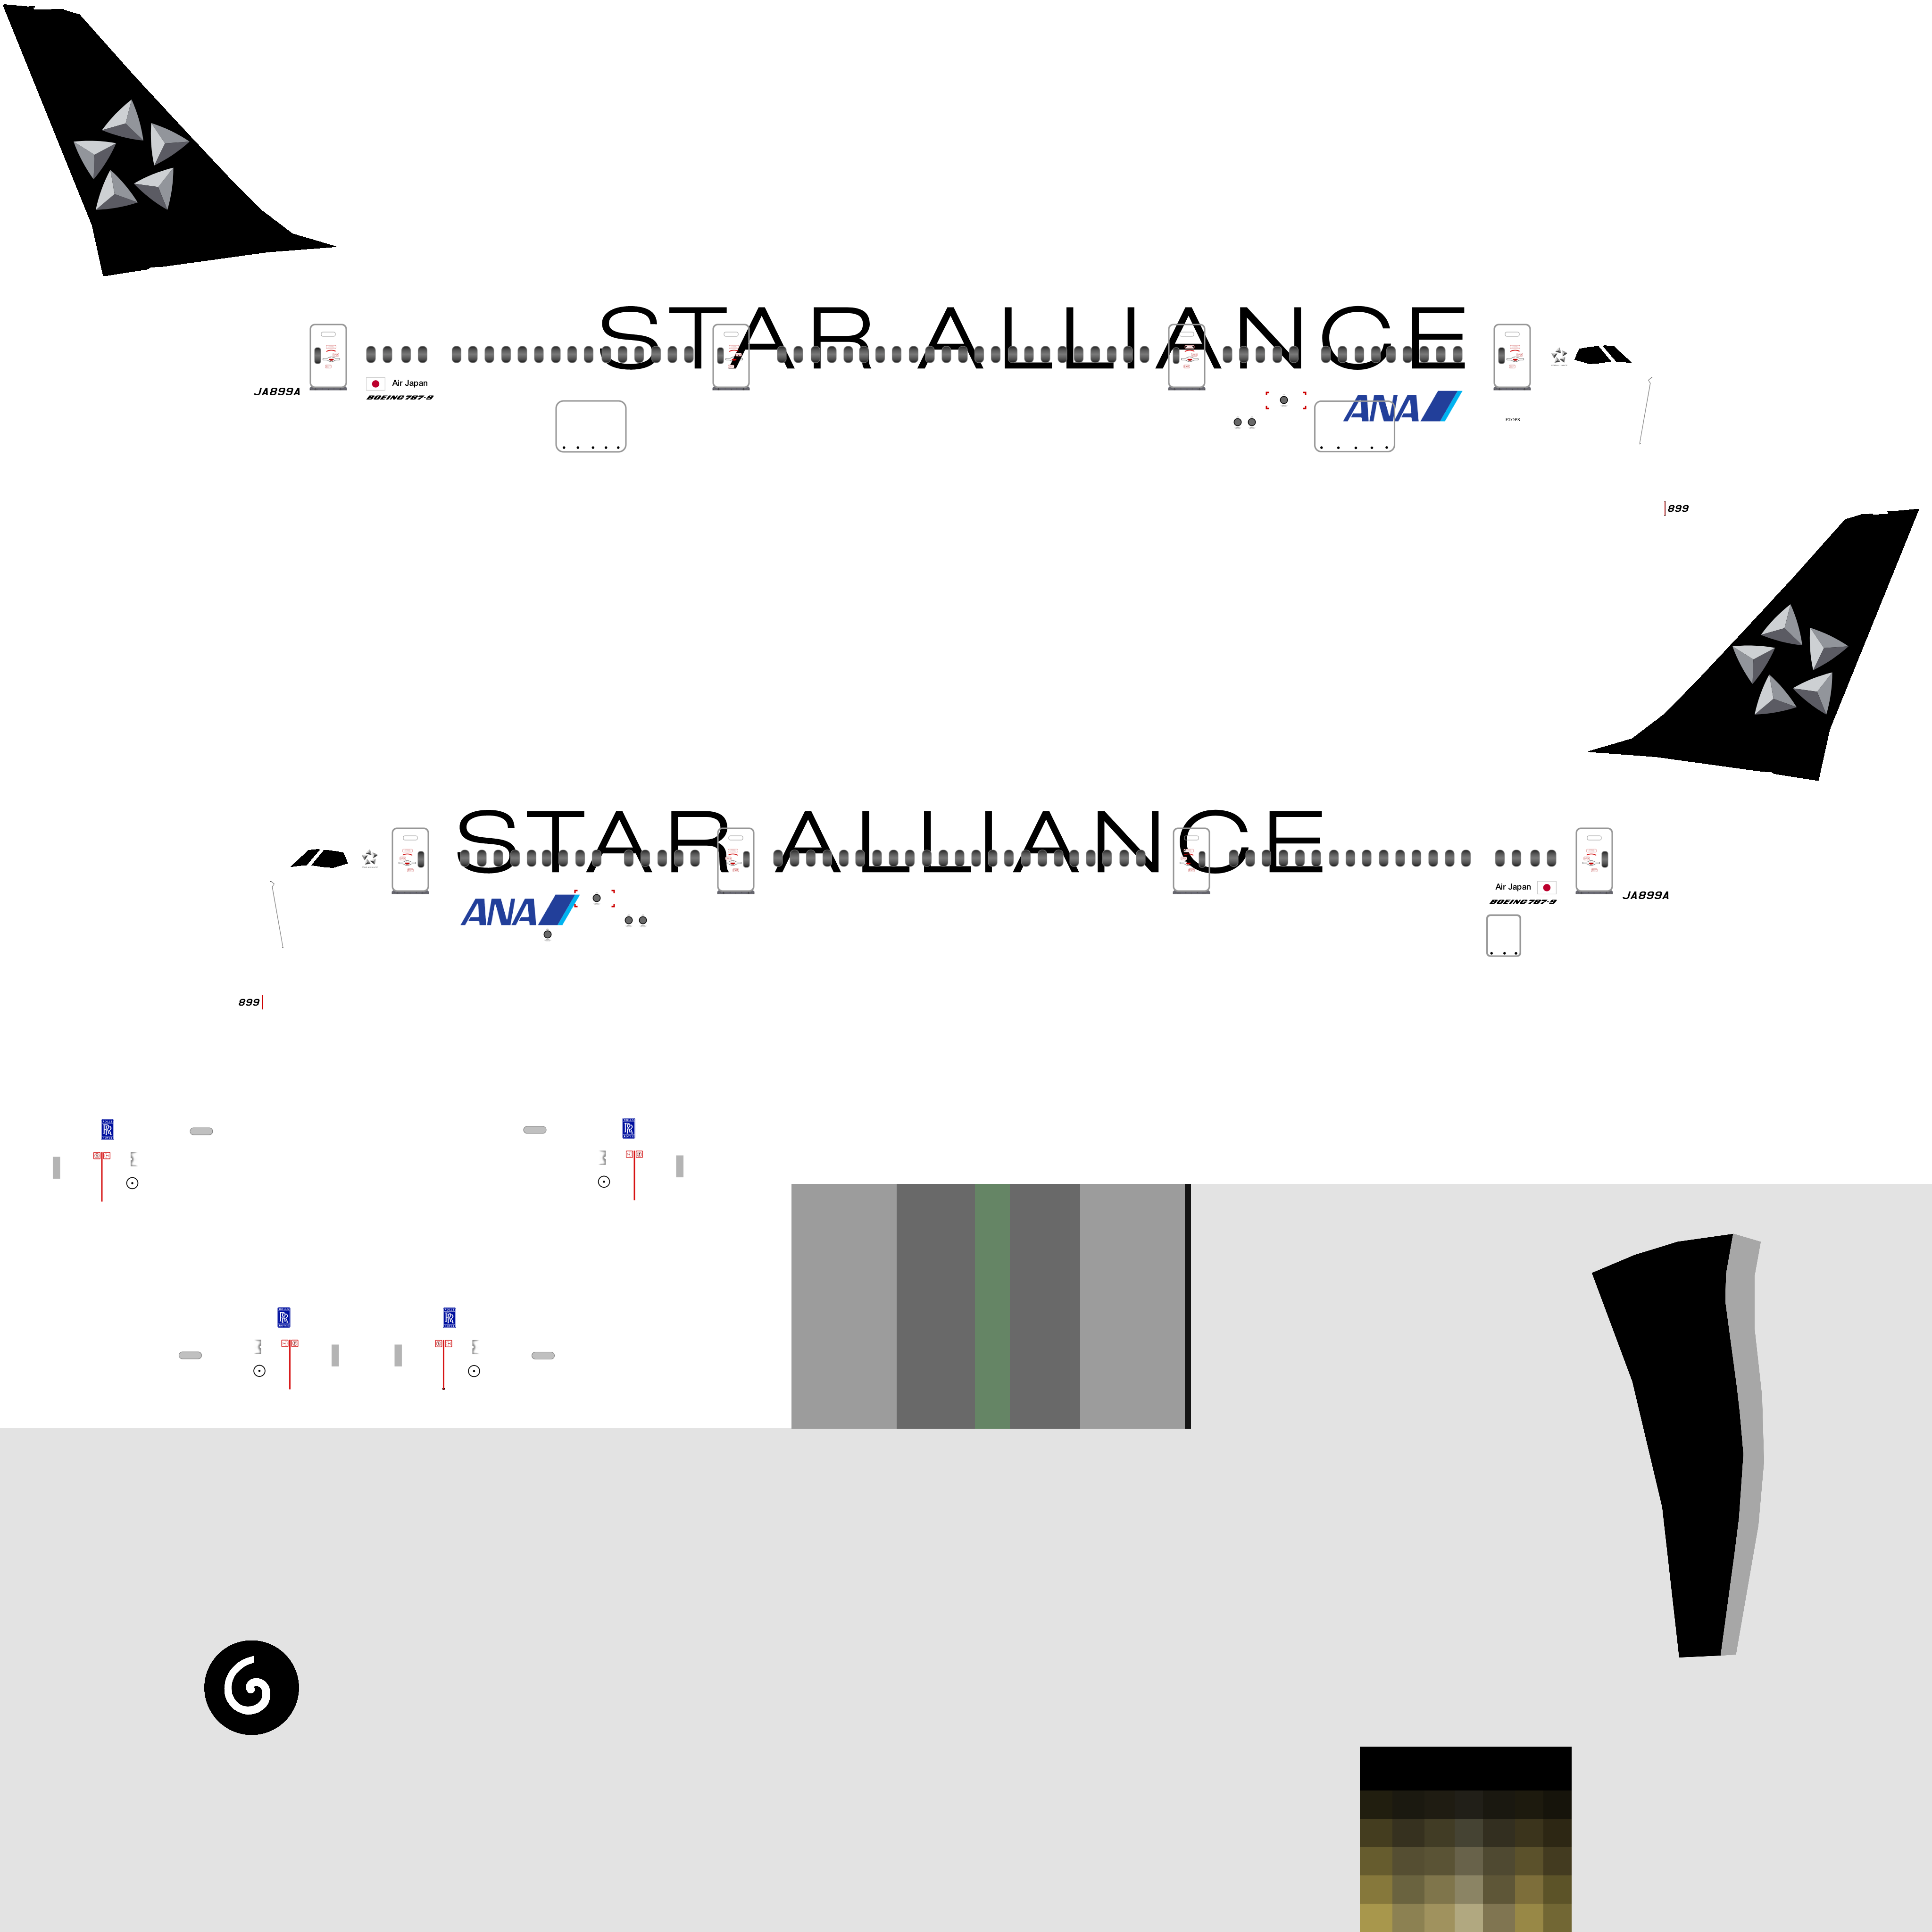 STAR ALLIANCE
Air Japan
JA899A
BOEING 787-9
ANA
ETOPS
899
STAR ALLIANCE
Air Japan
JA899A
BOEING 787-9
ANA
899